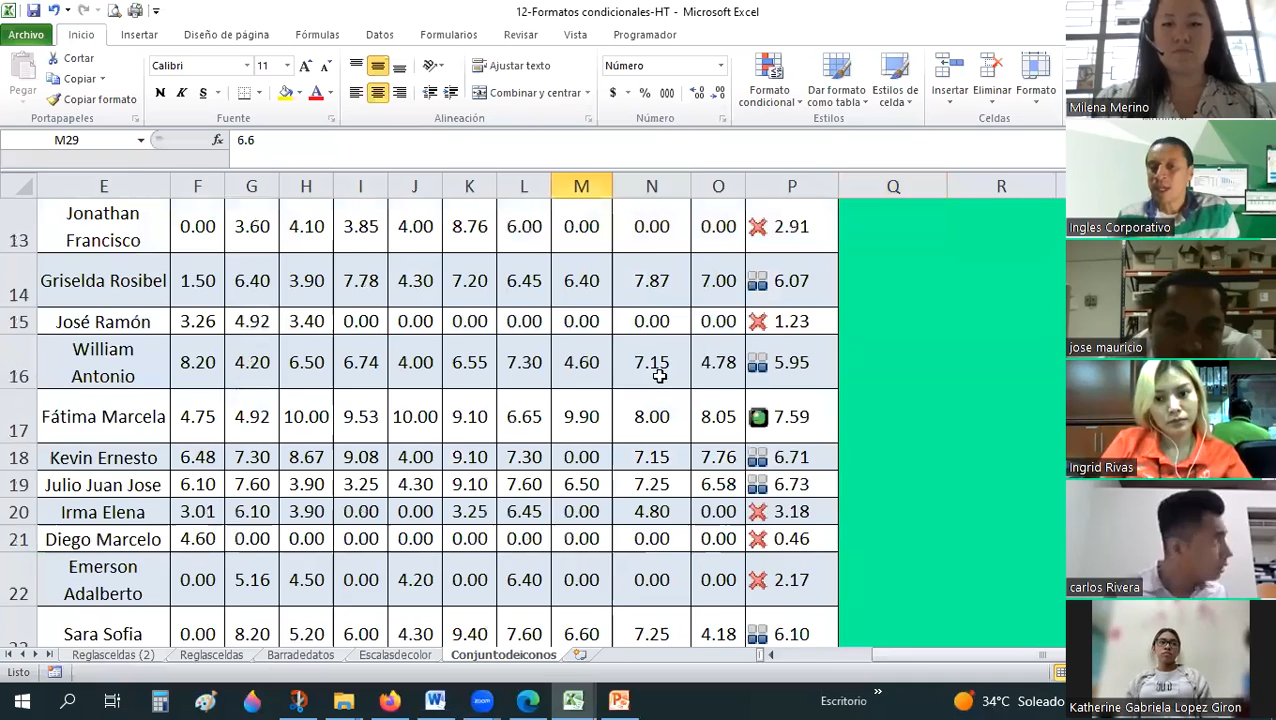 12-Formatos condicionales-HT - Microsoft Excel
Archivo Inicio Insertar Diseño de página Fórmulas Datos Revisar Vista Programador
Pegar
Cortar
Copiar
Copiar formato
Portapapeles
Calibri 11
N K S
Fuente
Ajustar texto
Combinar y centrar
Alineación
Número
$ % 000
Número
Formato condicional
Dar formato como tabla
Estilos de celda
Estilos
Insertar Eliminar Formato
Celdas
M29 fx 6.6
E F G H I J K L M N O P Q R
13 Jonathan Francisco 0.00 3.60 4.10 3.85 4.00 8.76 6.00 0.00 0.00 0.00 2.91
14 Griselda Rosibel 1.50 6.40 3.90 7.78 4.30 7.20 6.45 6.40 7.87 7.00 6.07
15 José Ramón 3.26 4.92 3.40 0.00 0.00 0.00 0.00 0.00 0.00 0.00 1.23
16 William Antonio 8.20 4.20 6.50 6.74 4.00 6.55 7.30 4.60 7.15 4.78 5.95
17 Fátima Marcela 4.75 4.92 10.00 9.53 10.00 9.10 9.90 8.00 8.05 7.59
18 Kevin Ernesto 6.48 7.30 8.67 9.08 4.00 9.10 7.30 0.00 7.15 7.76 6.71
19 Julio Juan Jose 6.10 7.60 3.90 3.25 9.10 7.60 6.50 7.25 6.58 6.73
20 Irma Elena 3.01 6.10 3.90 0.00 0.00 3.25 6.45 0.00 4.80 0.00 3.18
21 Diego Marcelo 4.60 0.00 0.00 0.00 0.00 0.00 0.00 0.00 0.00 0.00 0.46
22 Emerson Adalberto 0.00 5.16 4.50 0.00 4.20 0.00 6.40 0.00 0.00 0.00 2.17
Sara Sofia 0.00 8.20 5.20 6.00 4.30 9.40 7.60 6.60 7.25 4.18 6.10
Reglasceldas (2) Reglasceldas Barradedatos Escalasdecolor Conjuntodeiconos
Listo
Escritorio » 34°C Soleado
Milena Merino
Ingles Corporativo
jose mauricio
Ingrid Rivas
carlos Rivera
Katherine Gabriela Lopez Giron